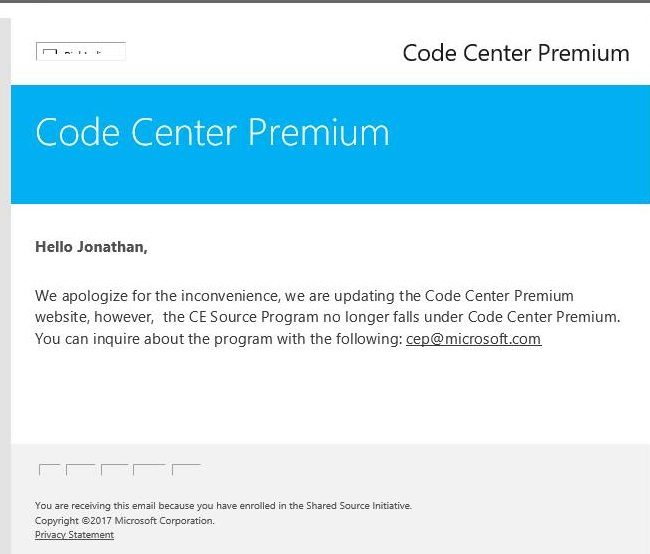 Code Center Premium
Code Center Premium
Hello Jonathan,
We apologize for the inconvenience, we are updating the Code Center Premium
website, however,  the CE Source Program no longer falls under Code Center Premium.
You can inquire about the program with the following: cep@microsoft.com
You are receiving this email because you have enrolled in the Shared Source Initiative.
Copyright ©2017 Microsoft Corporation.
Privacy Statement